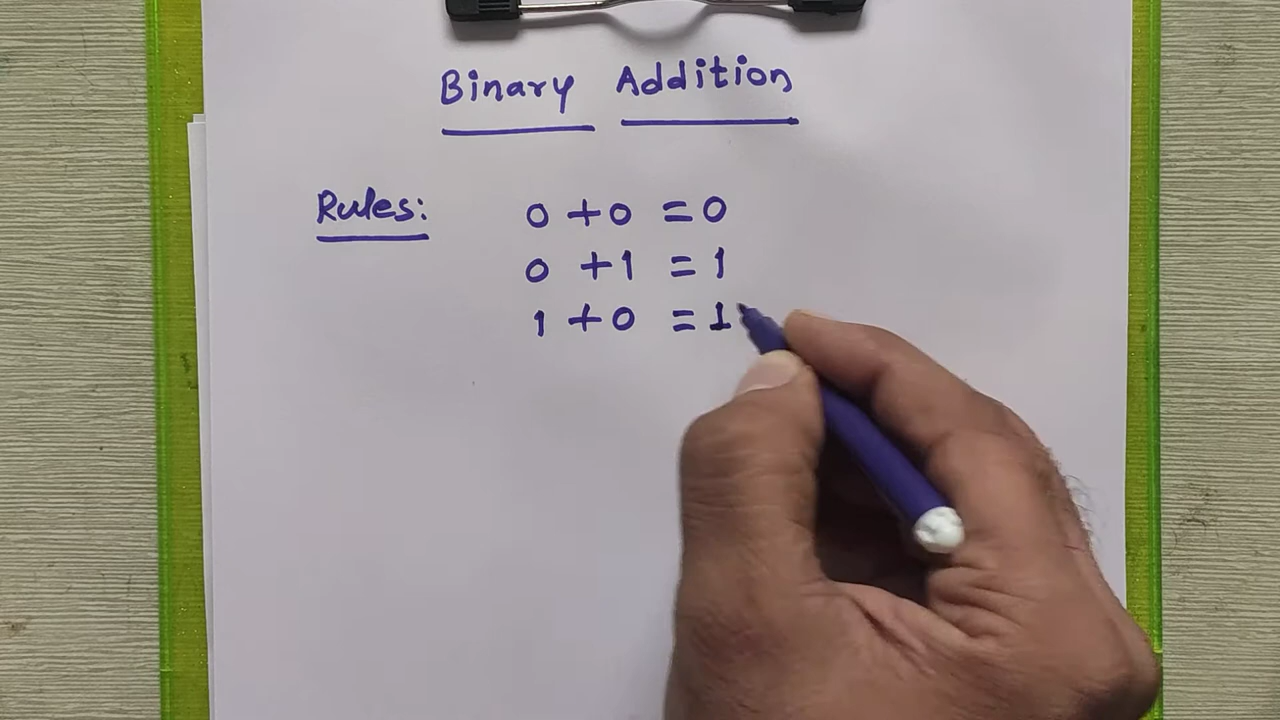 Binary Addition
Rules: 0 + 0 = 0
0 + 1 = 1
1 + 0 = 1